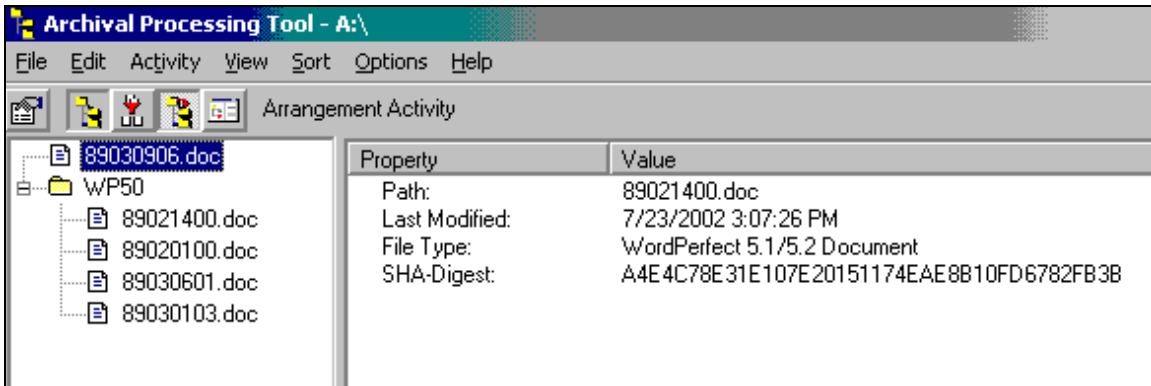 Archival Processing Tool - A:\
File Edit Activity View Sort Options Help
Arrangement Activity
89030906.doc
WP50
89021400.doc
89020100.doc
89030601.doc
89030103.doc
Property Value
Path: 89021400.doc
Last Modified: 7/23/2002 3:07:26 PM
File Type: WordPerfect 5.1/5.2 Document
SHA-Digest: A4E4C78E31E107E20151174EAE8B10FD6782FB3B